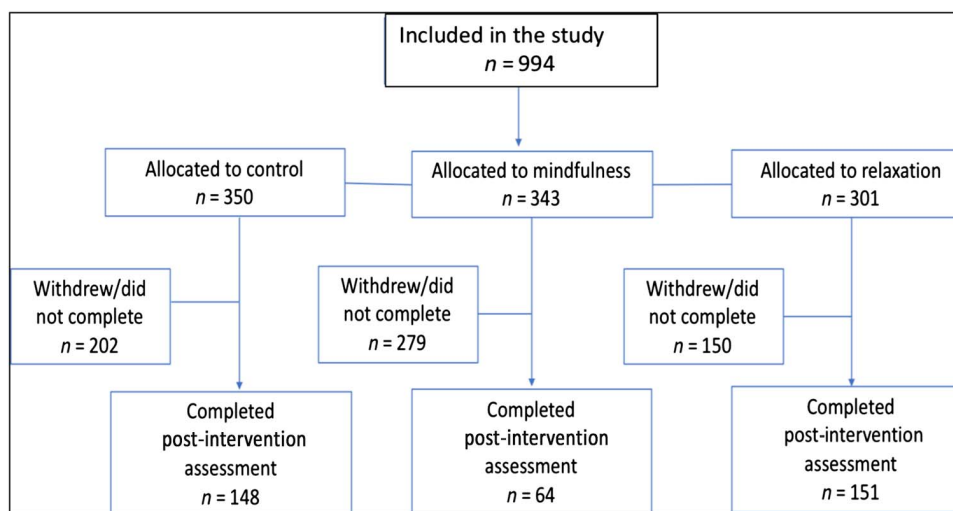 Included in the study
n = 994
Allocated to control
n = 350
Allocated to mindfulness
n = 343
Allocated to relaxation
n = 301
Withdrew/did
not complete
n = 202
Withdrew/did
not complete
n = 279
Withdrew/did
not complete
n = 150
Completed
post-intervention
assessment
n = 148
Completed
post-intervention
assessment
n = 64
Completed
post-intervention
assessment
n = 151